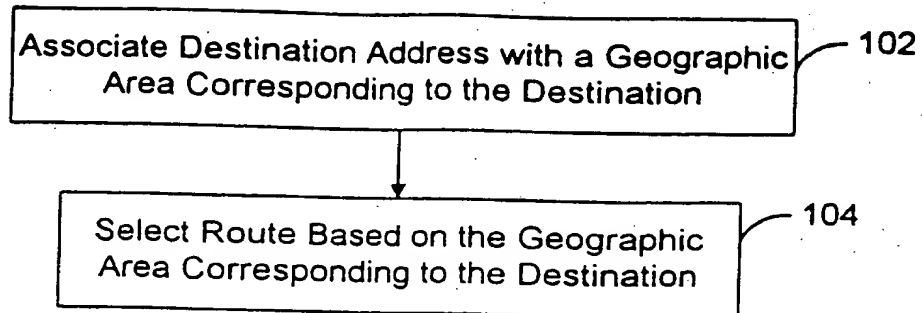 Associate Destination Address with a Geographic
Area Corresponding to the Destination
102
Select Route Based on the Geographic
Area Corresponding to the Destination
104